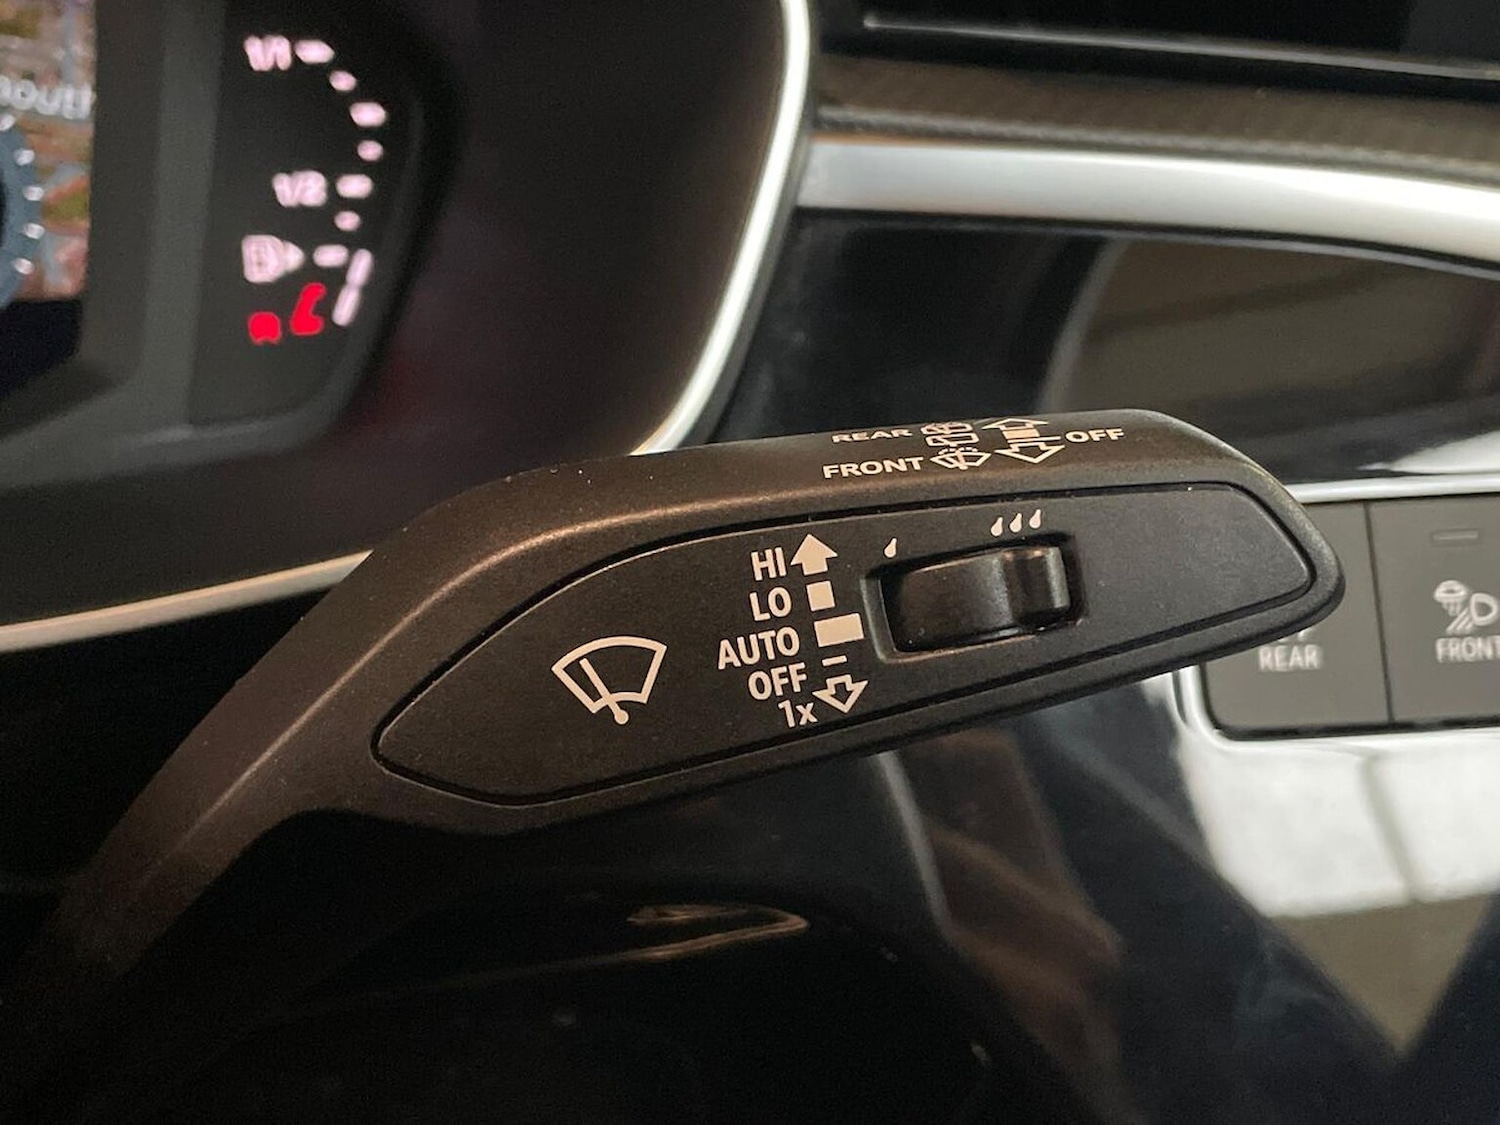 1/1
1/2
REAR OFF
FRONT
HI
LO
AUTO
OFF
1x
REAR
FRONT